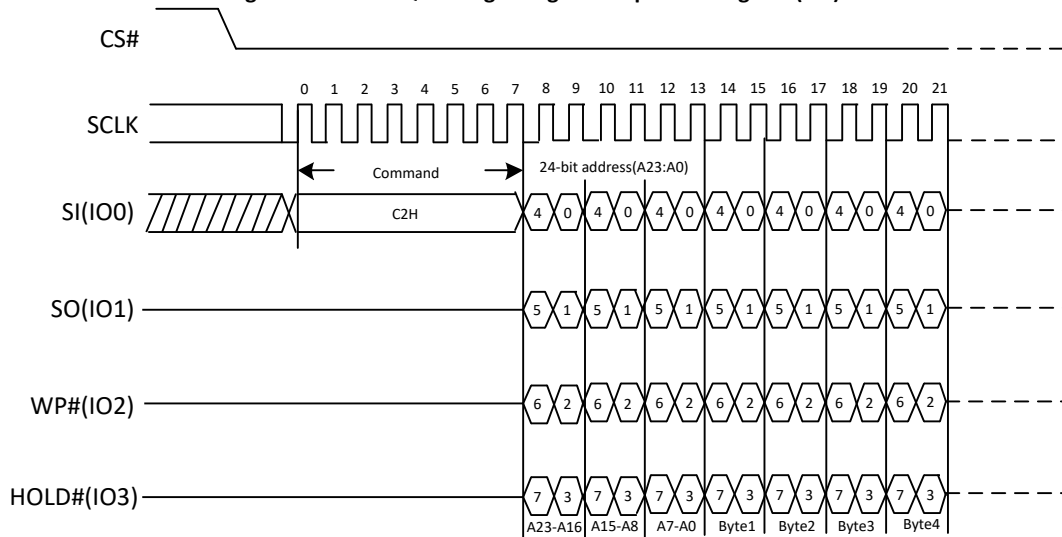 CS#
0 1 2 3 4 5 6 7 8 9 10 11 12 13 14 15 16 17 18 19 20 21
SCLK
Command 24-bit address(A23:A0)
SI(IO0) C2H 4 0 4 0 4 0 4 0 4 0 4 0 4 0
SO(IO1) 5 1 5 1 5 1 5 1 5 1 5 1 5 1
WP#(IO2) 6 2 6 2 6 2 6 2 6 2 6 2 6 2
HOLD#(IO3) 7 3 7 3 7 3 7 3 7 3 7 3 7 3
A23-A16 A15-A8 A7-A0 Byte1 Byte2 Byte3 Byte4